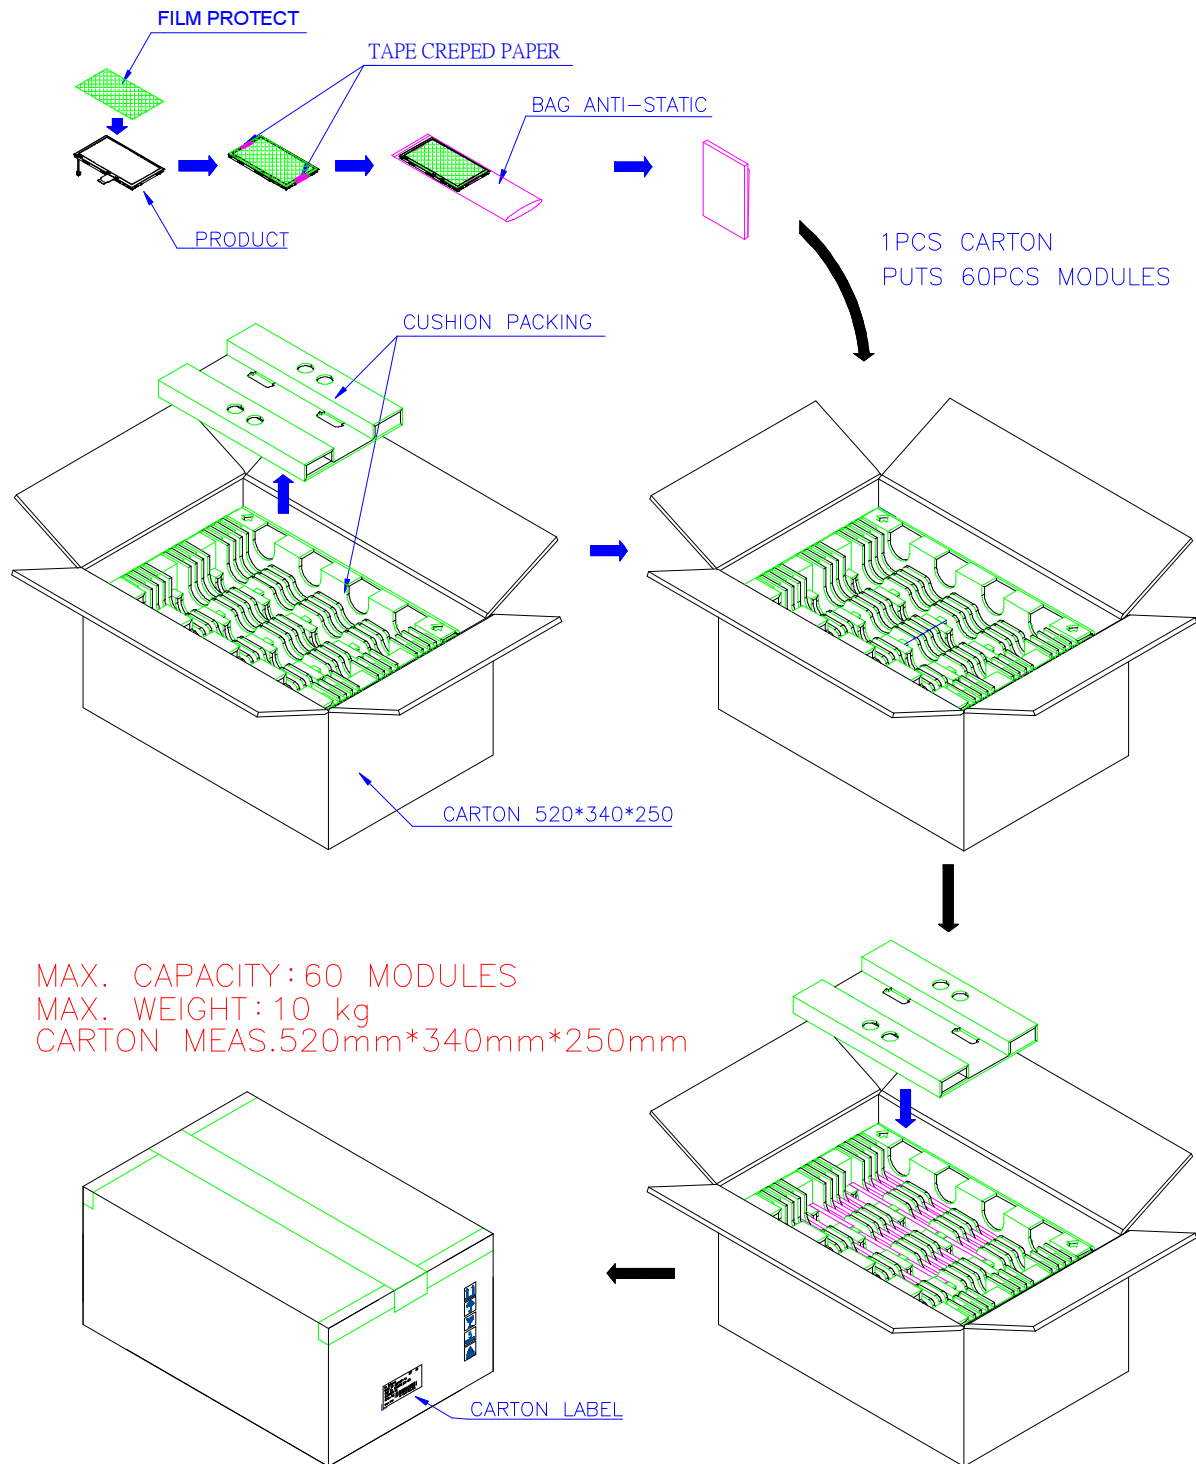 FILM PROTECT
TAPE CREPED PAPER
BAG ANTI-STATIC
PRODUCT
1PCS CARTON
PUTS 60PCS MODULES
CUSHION PACKING
CARTON 520*340*250
MAX. CAPACITY:60 MODULES
MAX. WEIGHT:10 kg
CARTON MEAS.520mm*340mm*250mm
CARTON LABEL